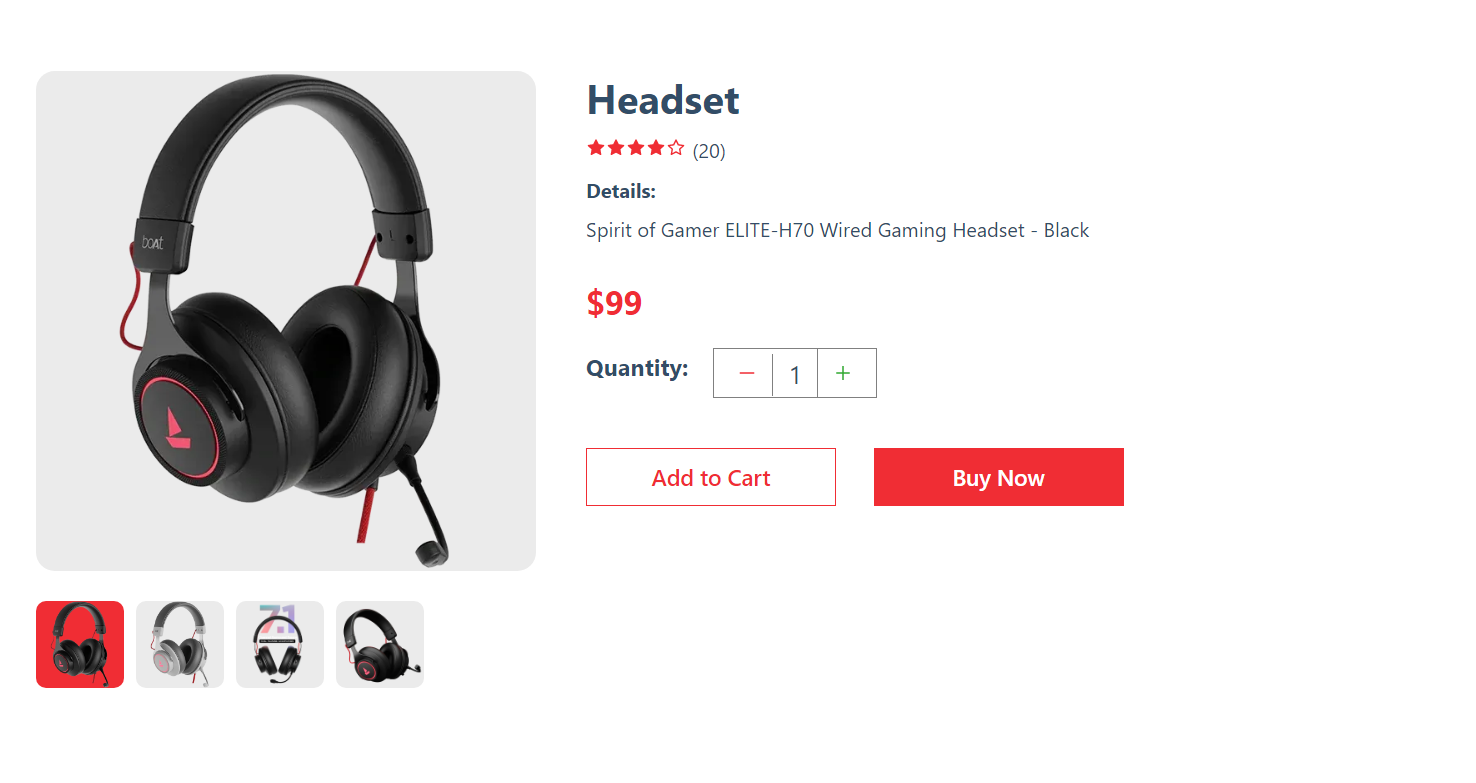 Headset
(20)
Details:
Spirit of Gamer ELITE-H70 Wired Gaming Headset - Black
boAt
L
$99
Quantity:
− 1 +
Add to Cart
Buy Now
7.1